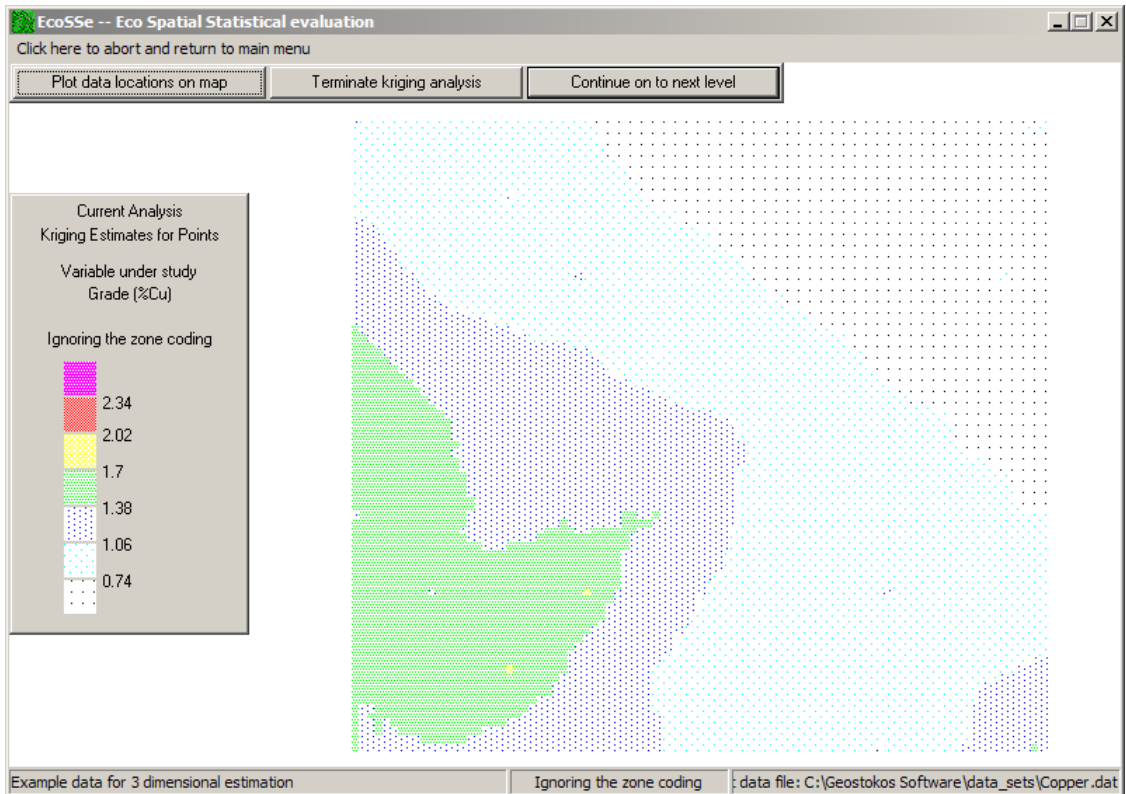 EcoSSe -- Eco Spatial Statistical evaluation
Click here to abort and return to main menu
Plot data locations on map
Terminate kriging analysis
Continue on to next level
Current Analysis
Kriging Estimates for Points
Variable under study
Grade (%Cu)
Ignoring the zone coding
2.34
2.02
1.7
1.38
1.06
0.74
Example data for 3 dimensional estimation
Ignoring the zone coding
: data file: C:\Geostokos Software\data_sets\Copper.dat